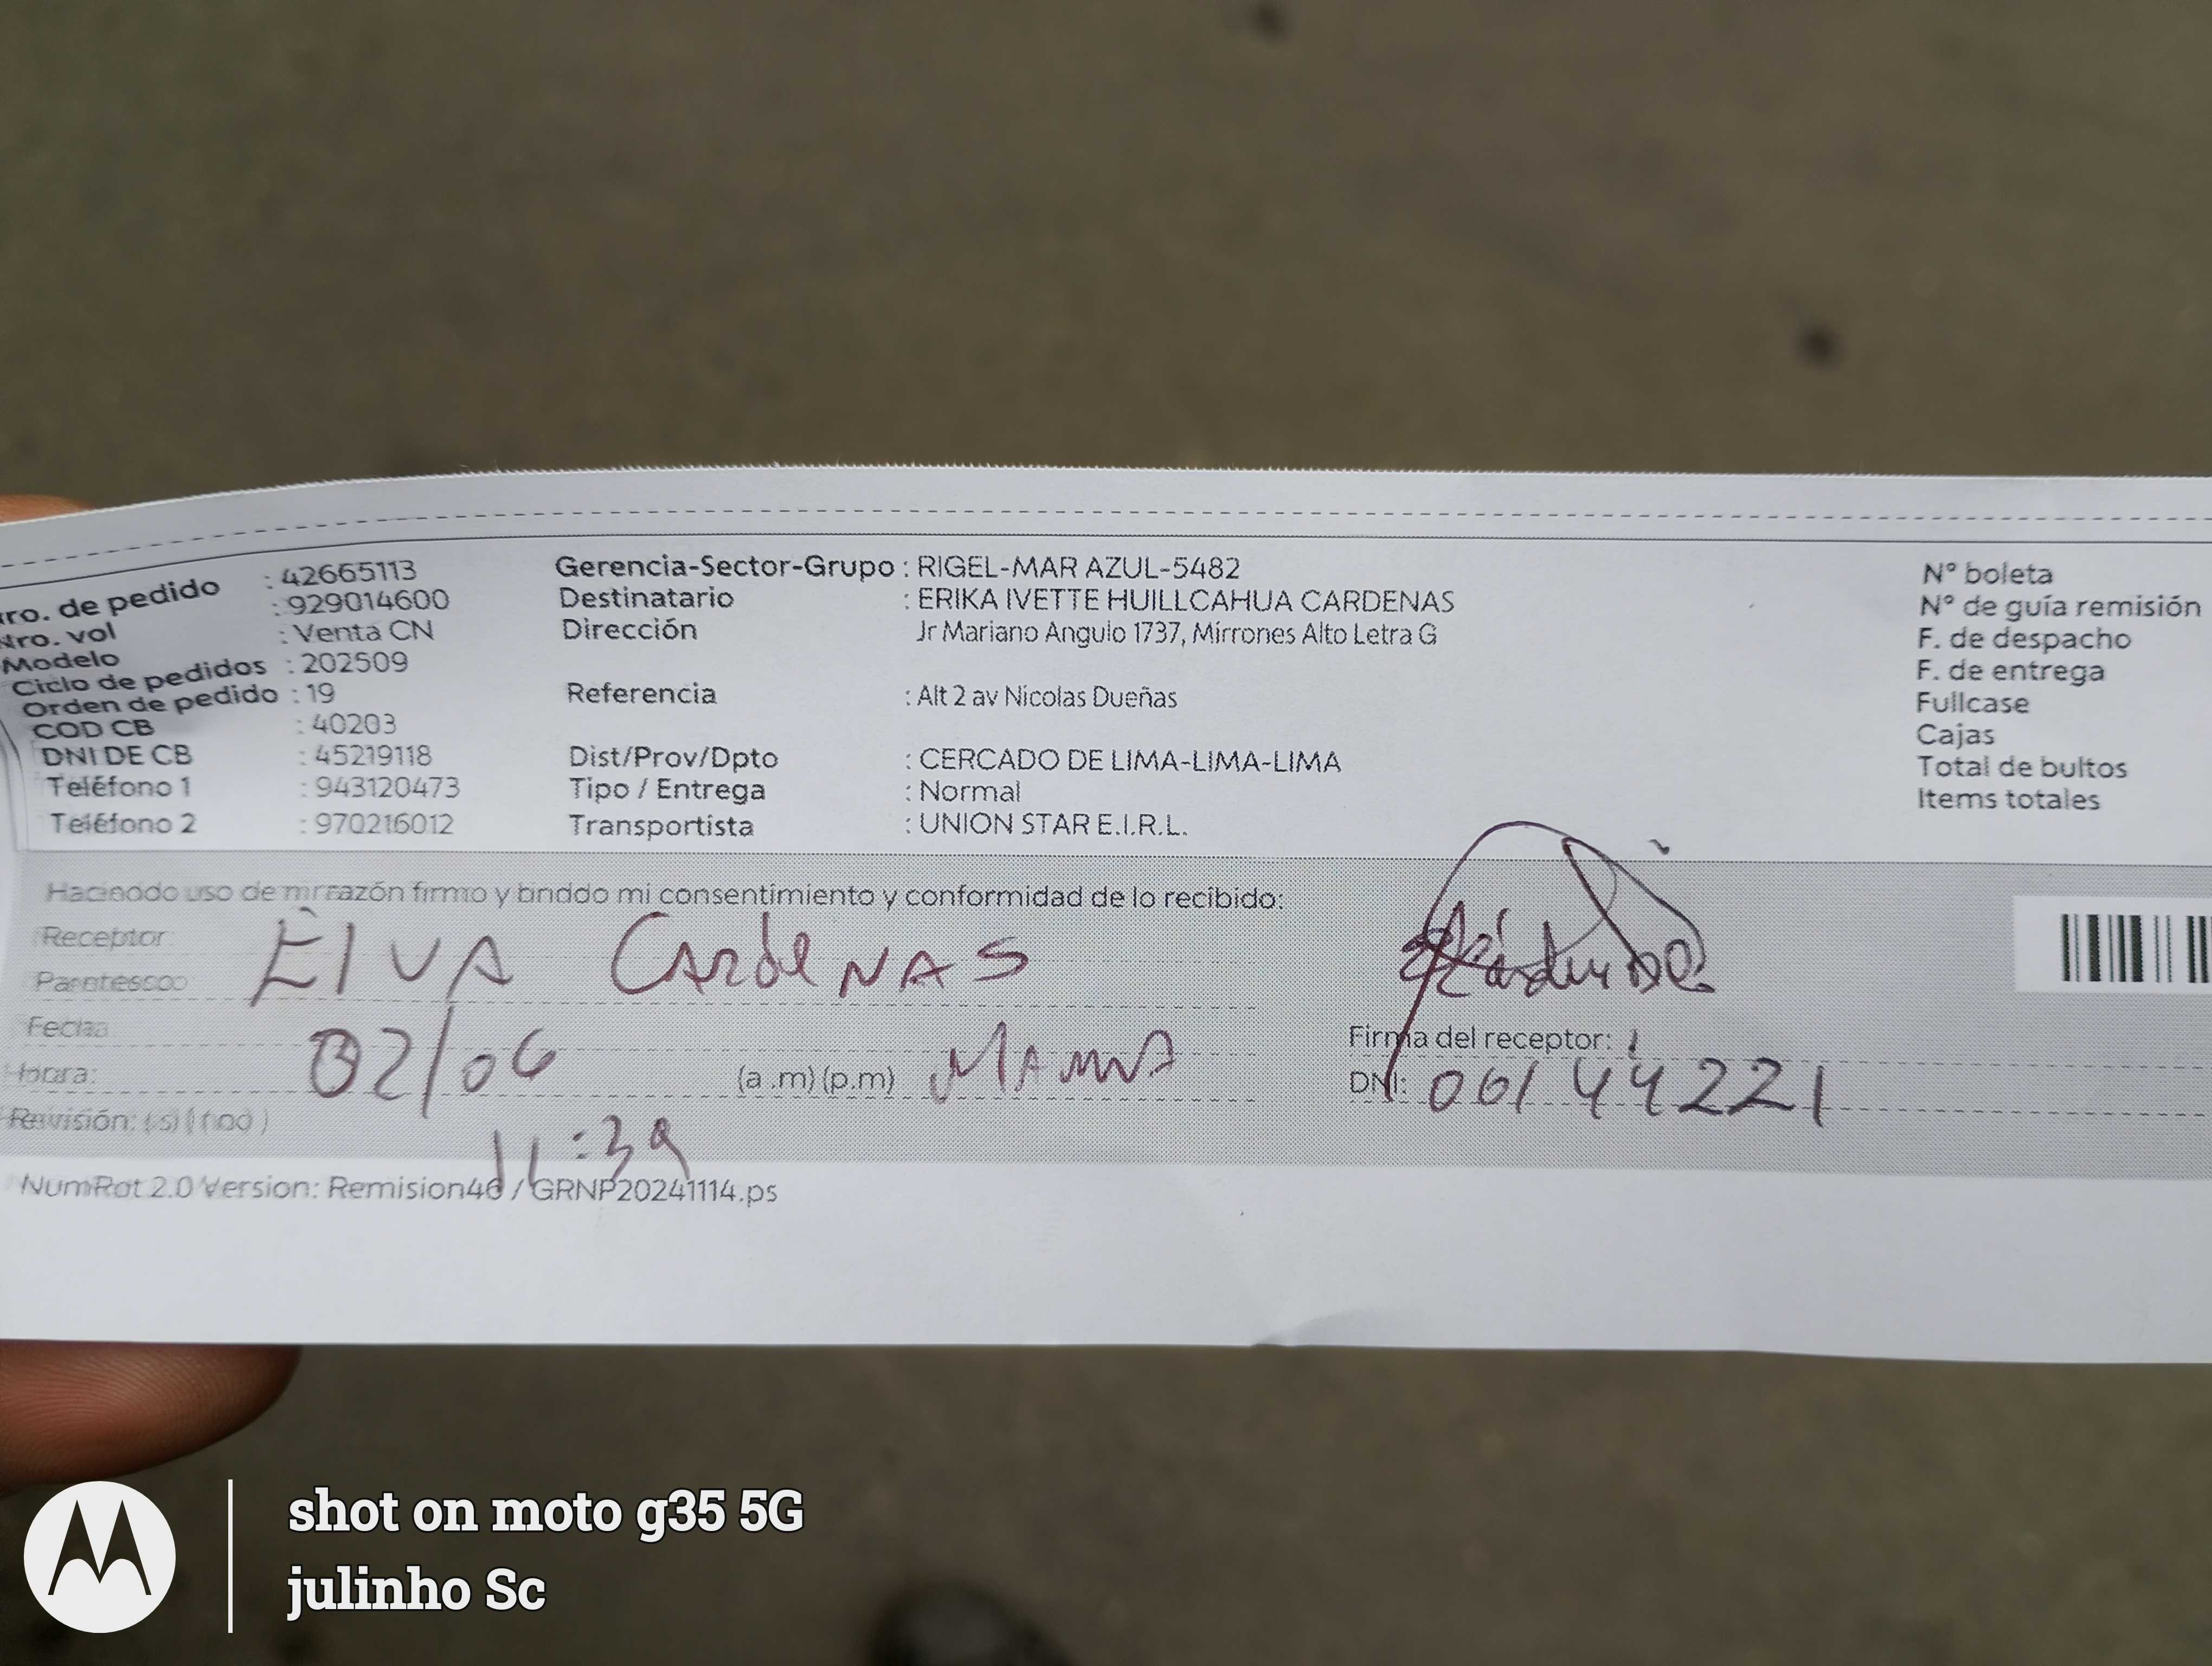 Nro. de pedido : 42665113
Nro. vol : 929014600
Modelo : Venta CN
Ciclo de pedidos : 202509
Orden de pedido : 19
COD CB : 40203
DNI DE CB : 45219118
Teléfono 1 : 943120473
Teléfono 2 : 970216012
Gerencia-Sector-Grupo : RIGEL-MAR AZUL-5482
Destinatario : ERIKA IVETTE HUILLCAHUA CARDENAS
Dirección Jr Mariano Angulo 1737, Mirrones Alto Letra G
Referencia : Alt 2 av Nicolas Dueñas
Dist/Prov/Dpto : CERCADO DE LIMA-LIMA-LIMA
Tipo / Entrega : Normal
Transportista : UNION STAR E.I.R.L.
N° boleta
N° de guía remisión
F. de despacho
F. de entrega
Fullcase
Cajas
Total de bultos
Items totales
Haciendo uso de mi razón firmo y brindo mi consentimiento y conformidad de lo recibido:
Receptor: Elva Cardenas
Parentesco
Fecha 02/06
Hora: (a .m) (p.m) MAMA
Revisión: (si) (no)
11:39
Firma del receptor:
DNI: 06144221
NumRot 2.0 Version: Remision46 / GRNP20241114.ps
shot on moto g35 5G
julinho Sc